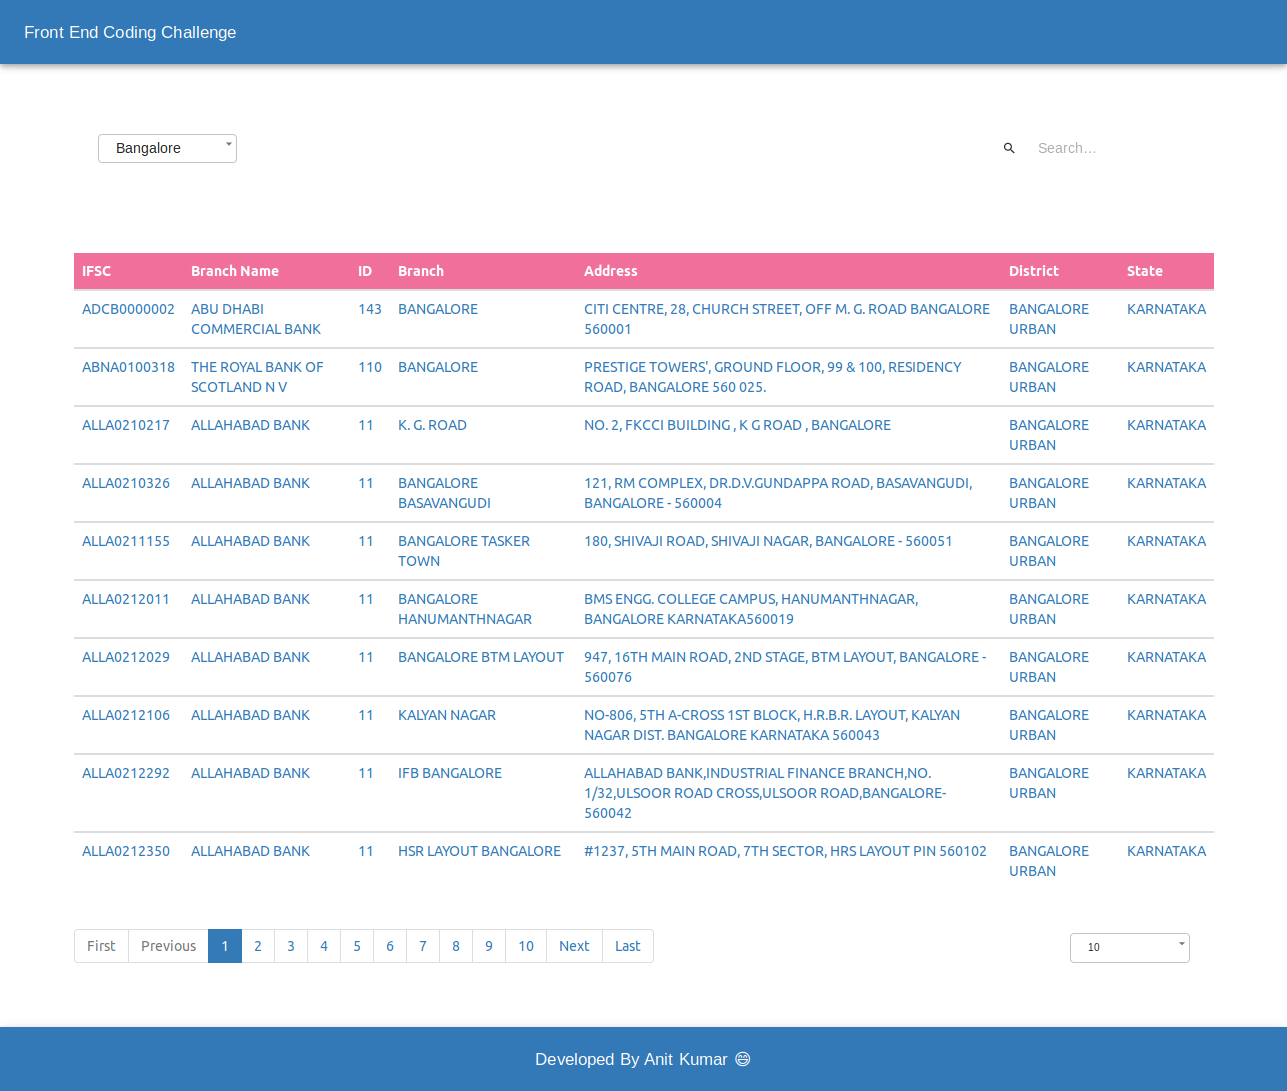 Front End Coding Challenge
Bangalore
Search…
IFSC Branch Name ID Branch Address District State
ADCB0000002 ABU DHABI COMMERCIAL BANK 143 BANGALORE CITI CENTRE, 28, CHURCH STREET, OFF M. G. ROAD BANGALORE 560001 BANGALORE URBAN KARNATAKA
ABNA0100318 THE ROYAL BANK OF SCOTLAND N V 110 BANGALORE PRESTIGE TOWERS', GROUND FLOOR, 99 & 100, RESIDENCY ROAD, BANGALORE 560 025. BANGALORE URBAN KARNATAKA
ALLA0210217 ALLAHABAD BANK 11 K. G. ROAD NO. 2, FKCCI BUILDING , K G ROAD , BANGALORE BANGALORE URBAN KARNATAKA
ALLA0210326 ALLAHABAD BANK 11 BANGALORE BASAVANGUDI 121, RM COMPLEX, DR.D.V.GUNDAPPA ROAD, BASAVANGUDI, BANGALORE - 560004 BANGALORE URBAN KARNATAKA
ALLA0211155 ALLAHABAD BANK 11 BANGALORE TASKER TOWN 180, SHIVAJI ROAD, SHIVAJI NAGAR, BANGALORE - 560051 BANGALORE URBAN KARNATAKA
ALLA0212011 ALLAHABAD BANK 11 BANGALORE HANUMANTHNAGAR BMS ENGG. COLLEGE CAMPUS, HANUMANTHNAGAR, BANGALORE KARNATAKA560019 BANGALORE URBAN KARNATAKA
ALLA0212029 ALLAHABAD BANK 11 BANGALORE BTM LAYOUT 947, 16TH MAIN ROAD, 2ND STAGE, BTM LAYOUT, BANGALORE - 560076 BANGALORE URBAN KARNATAKA
ALLA0212106 ALLAHABAD BANK 11 KALYAN NAGAR NO-806, 5TH A-CROSS 1ST BLOCK, H.R.B.R. LAYOUT, KALYAN NAGAR DIST. BANGALORE KARNATAKA 560043 BANGALORE URBAN KARNATAKA
ALLA0212292 ALLAHABAD BANK 11 IFB BANGALORE ALLAHABAD BANK,INDUSTRIAL FINANCE BRANCH,NO. 1/32,ULSOOR ROAD CROSS,ULSOOR ROAD,BANGALORE-560042 BANGALORE URBAN KARNATAKA
ALLA0212350 ALLAHABAD BANK 11 HSR LAYOUT BANGALORE #1237, 5TH MAIN ROAD, 7TH SECTOR, HRS LAYOUT PIN 560102 BANGALORE URBAN KARNATAKA
First Previous 1 2 3 4 5 6 7 8 9 10 Next Last
10
Developed By Anit Kumar 😄